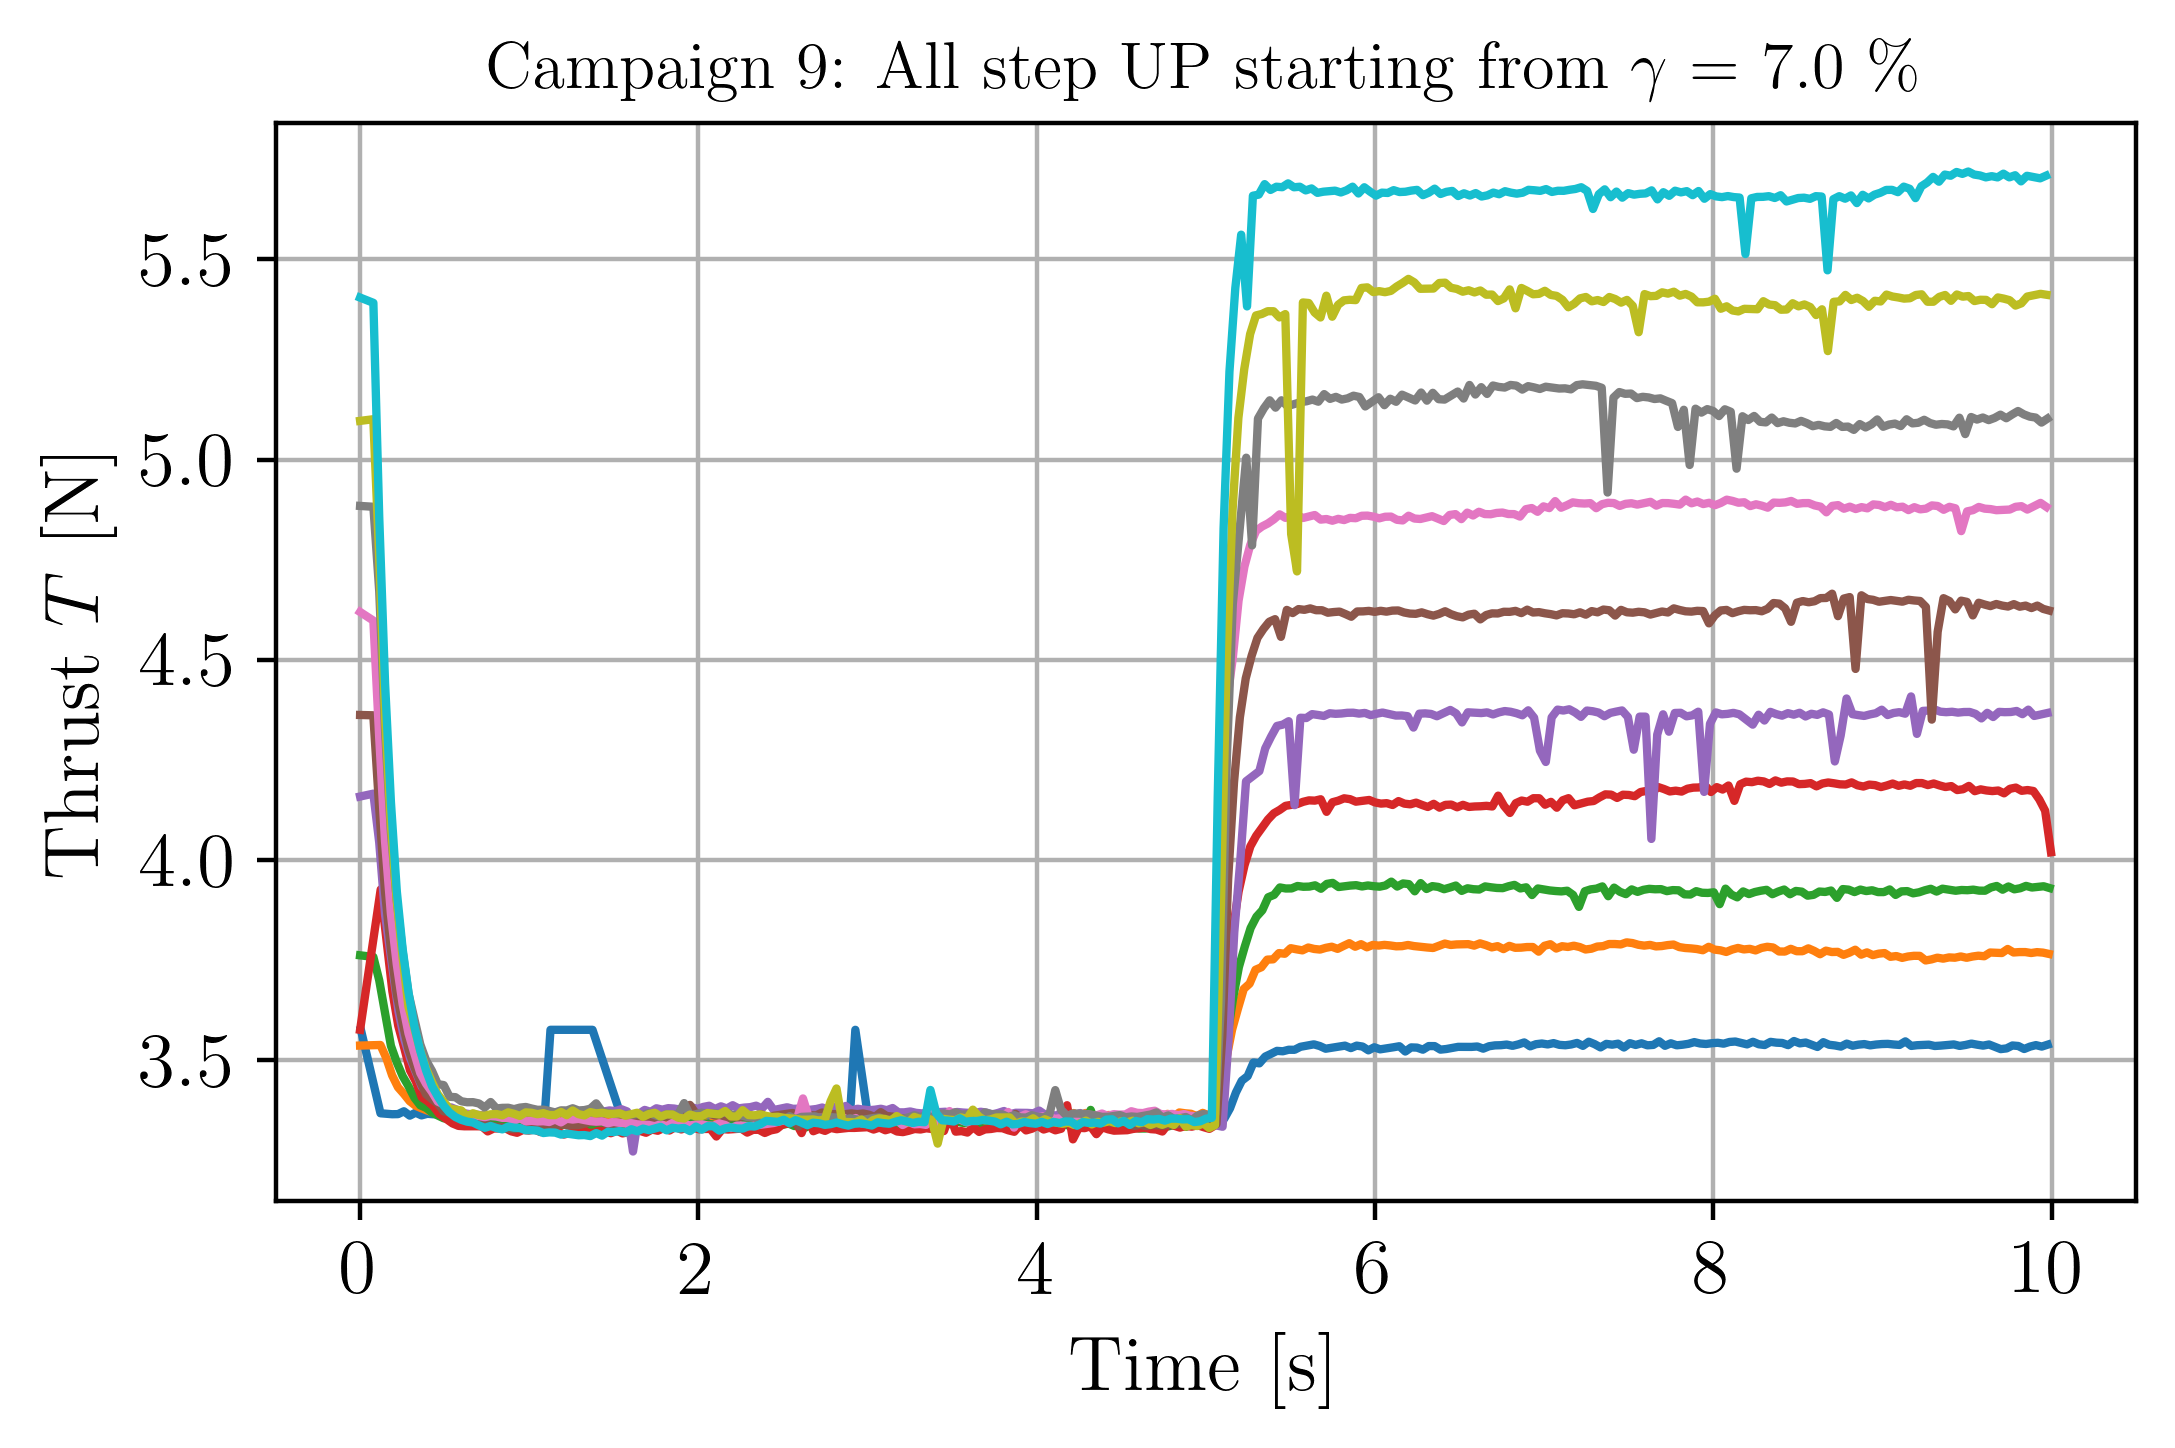 Campaign 9: All step UP starting from γ = 7.0 %
Thrust T [N]
5.5
5.0
4.5
4.0
3.5
0 2 4 6 8 10
Time [s]